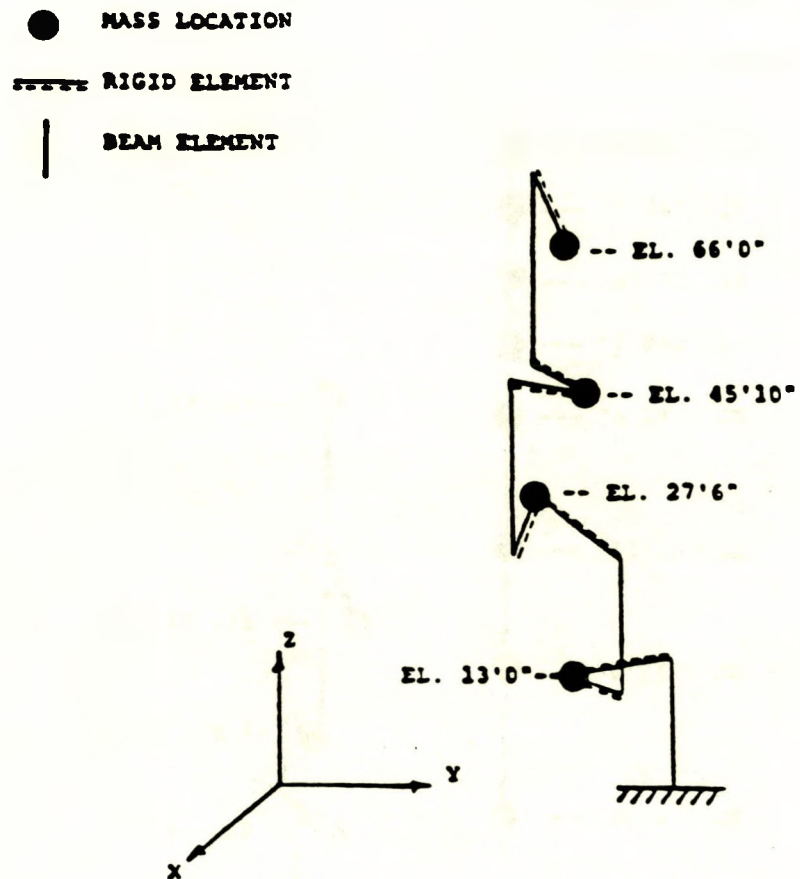 MASS LOCATION
RIGID ELEMENT
BEAM ELEMENT
-- EL. 66'0"
-- EL. 45'10"
-- EL. 27'6"
EL. 13'0"--
Z
Y
X